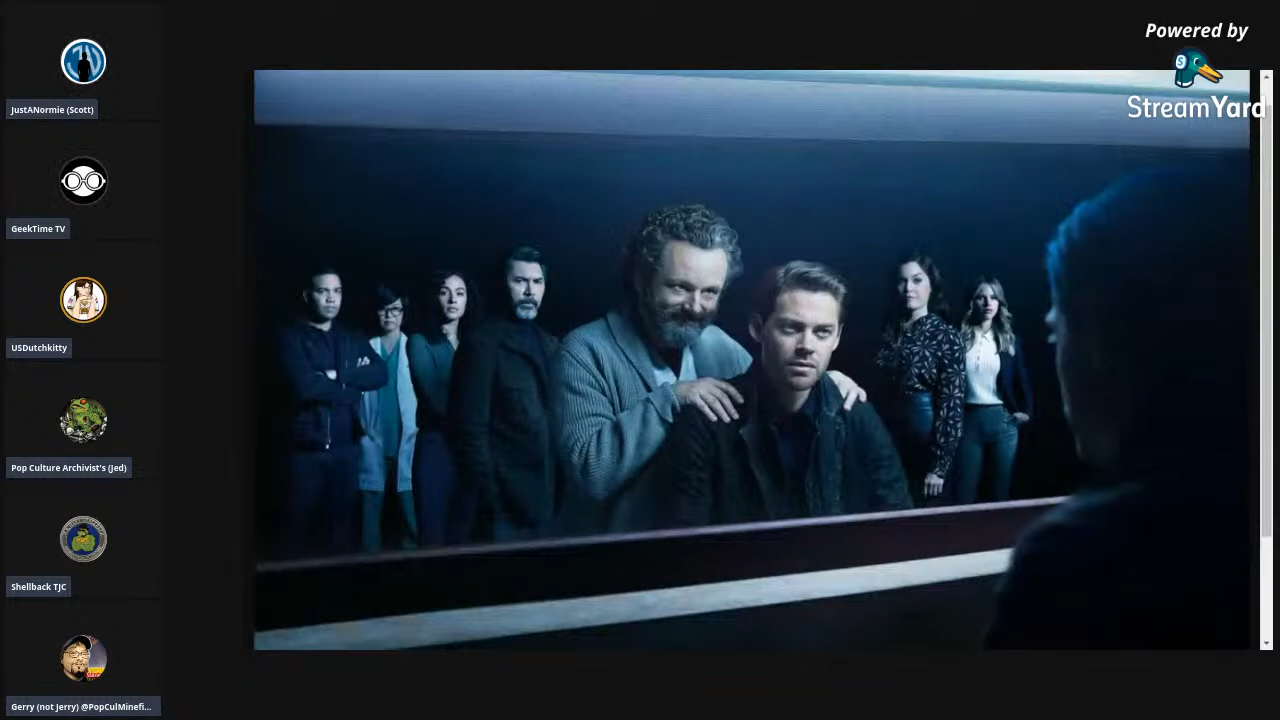 Powered by
StreamYard
JustANormie (Scott)
GeekTime TV
USDutchkitty
Pop Culture Archivist's (Jed)
Shellback TJC
Gerry (not Jerry) @PopCulMinefi...